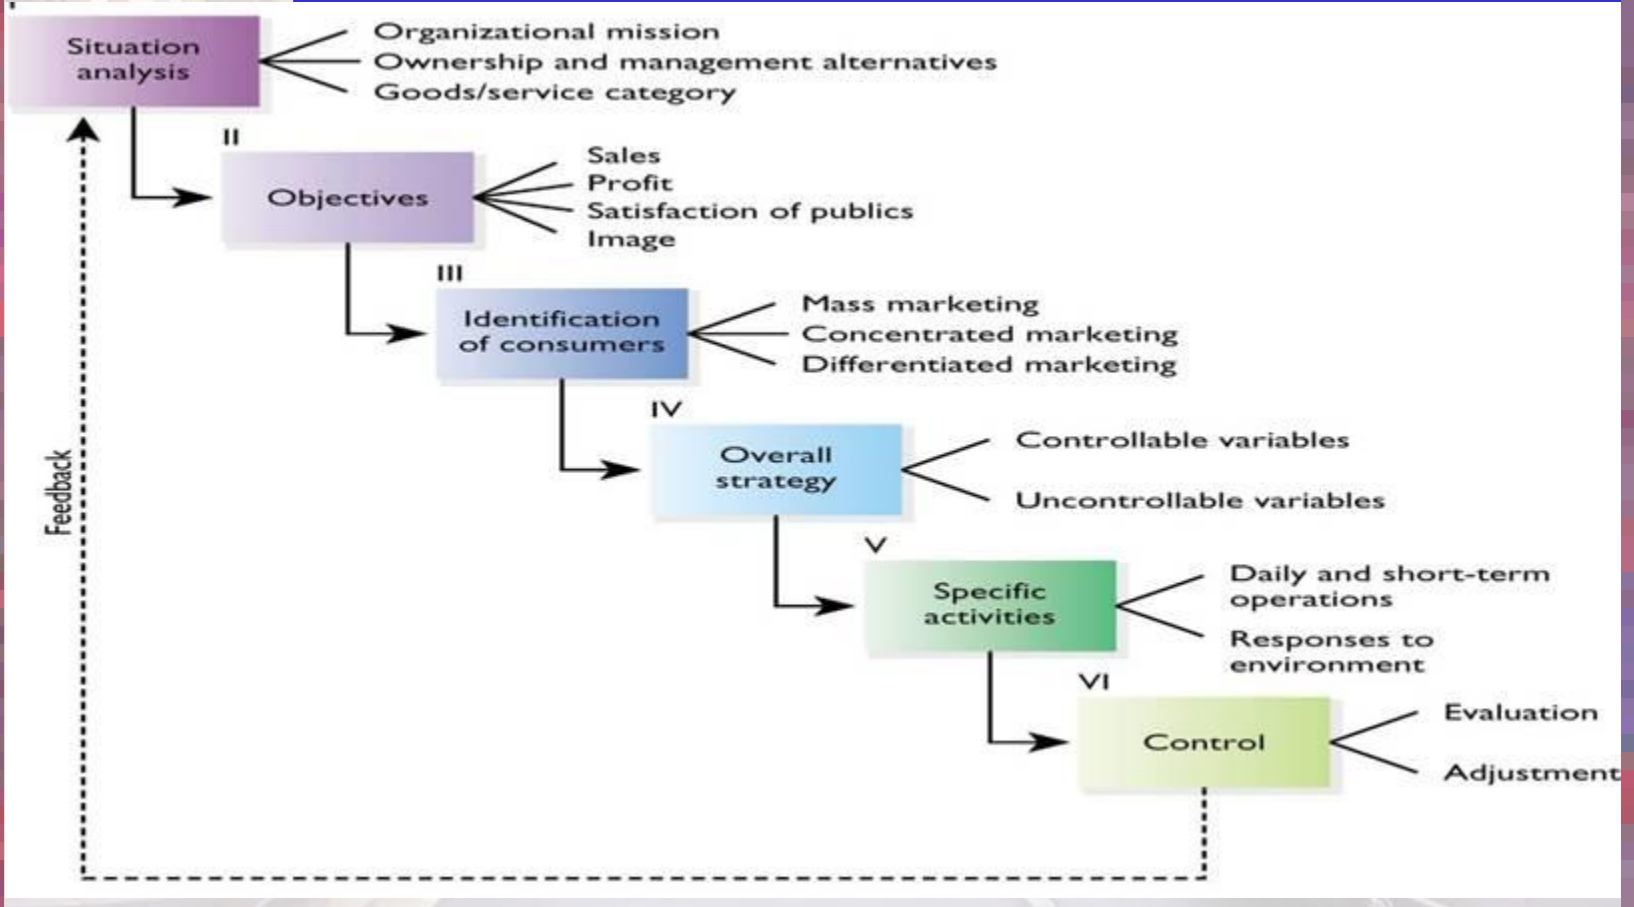 Situation
analysis
Organizational mission
Ownership and management alternatives
Goods/service category
II
Objectives
Sales
Profit
Satisfaction of publics
Image
III
Identification
of consumers
Mass marketing
Concentrated marketing
Differentiated marketing
IV
Overall
strategy
Controllable variables
Uncontrollable variables
V
Specific
activities
Daily and short-term
operations
Responses to
environment
VI
Control
Evaluation
Adjustment
Feedback